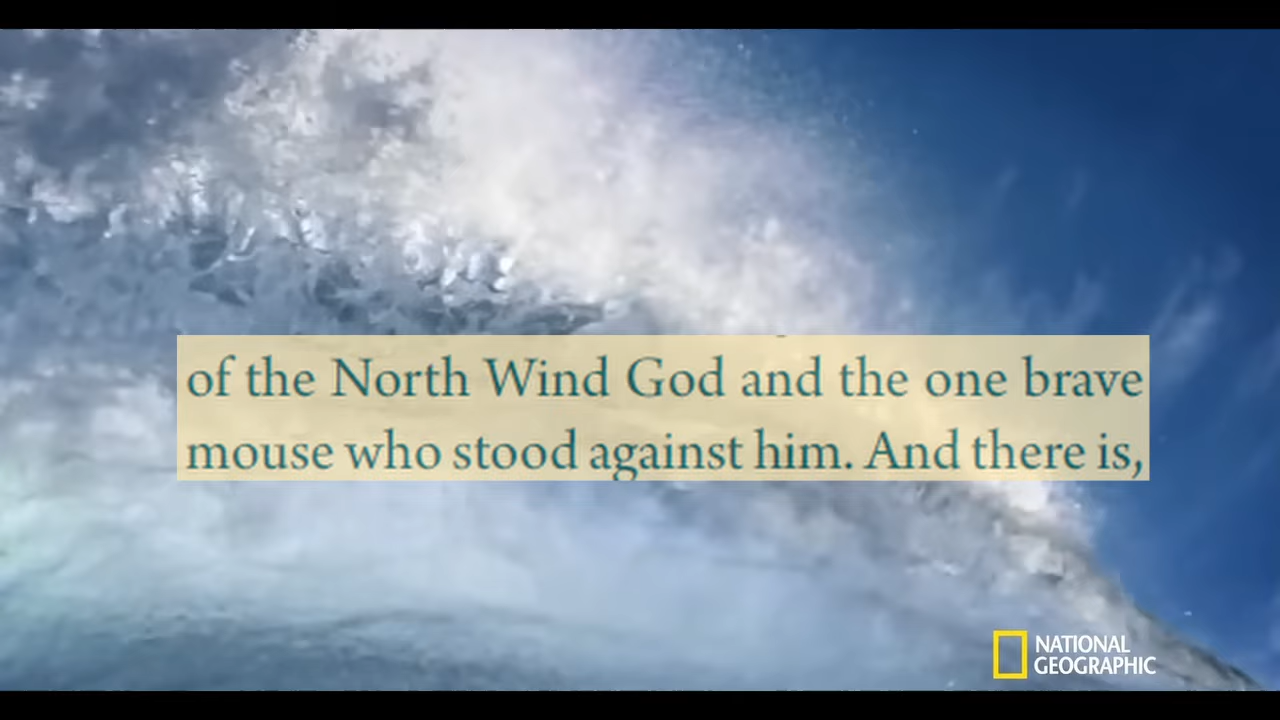 of the North Wind God and the one brave
mouse who stood against him. And there is,
NATIONAL
GEOGRAPHIC